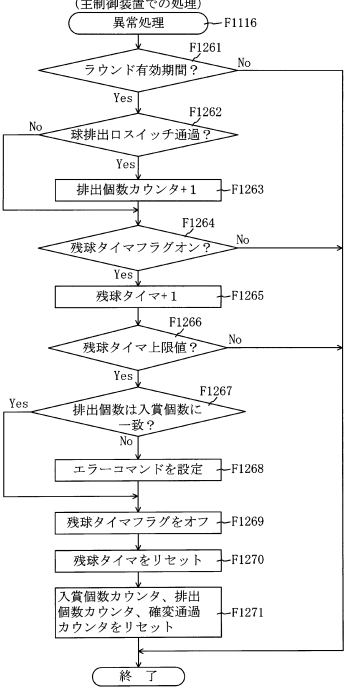 (主制御装置での処理)
異常処理
F1116
F1261
ラウンド有効期間?
No
Yes
F1262
No
球排出口スイッチ通過?
Yes
排出個数カウンタ+1
F1263
F1264
残球タイマフラグオン?
No
Yes
残球タイマ+1
F1265
F1266
残球タイマ上限値?
No
Yes
F1267
Yes
排出個数は入賞個数に
一致?
No
エラーコマンドを設定
F1268
残球タイマフラグをオフ
F1269
残球タイマをリセット
F1270
入賞個数カウンタ、排出
個数カウンタ、確変通過
カウンタをリセット
F1271
終 了